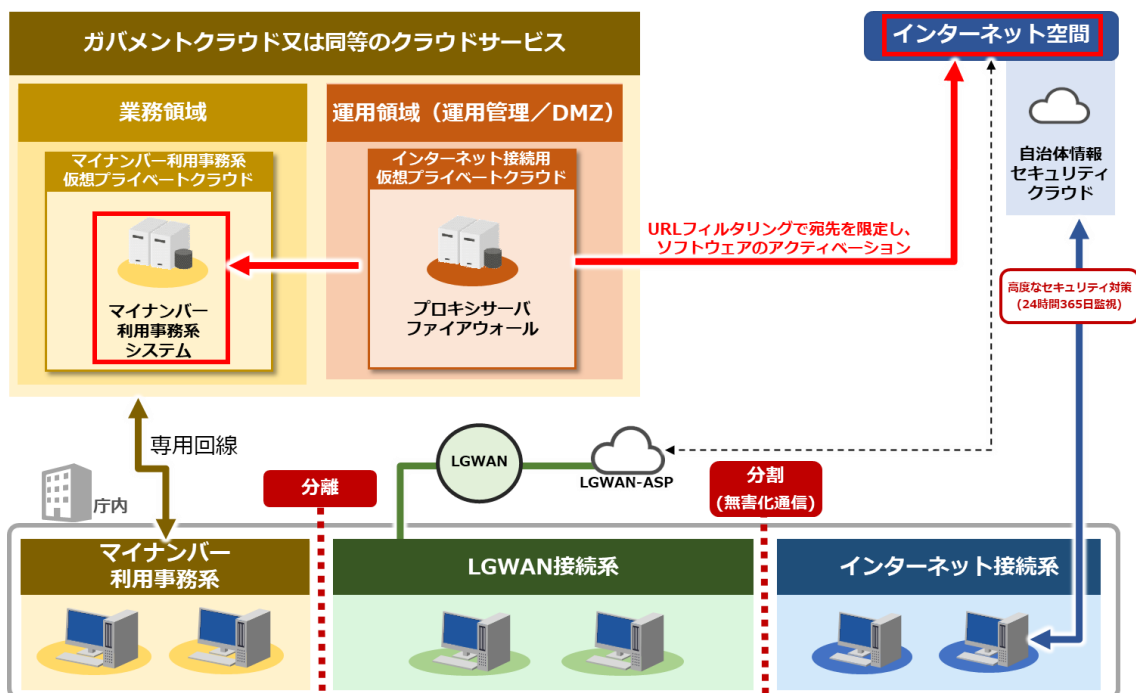 ガバメントクラウド又は同等のクラウドサービス
インターネット空間
業務領域
運用領域（運用管理／DMZ）
マイナンバー利用事務系
仮想プライベートクラウド
インターネット接続用
仮想プライベートクラウド
自治体情報
セキュリティ
クラウド
URLフィルタリングで宛先を限定し、
ソフトウェアのアクティベーション
マイナンバー
利用事務系
システム
プロキシサーバ
ファイアウォール
高度なセキュリティ対策
(24時間365日監視)
専用回線
LGWAN
LGWAN-ASP
庁内
分離
分割
(無害化通信)
マイナンバー
利用事務系
LGWAN接続系
インターネット接続系